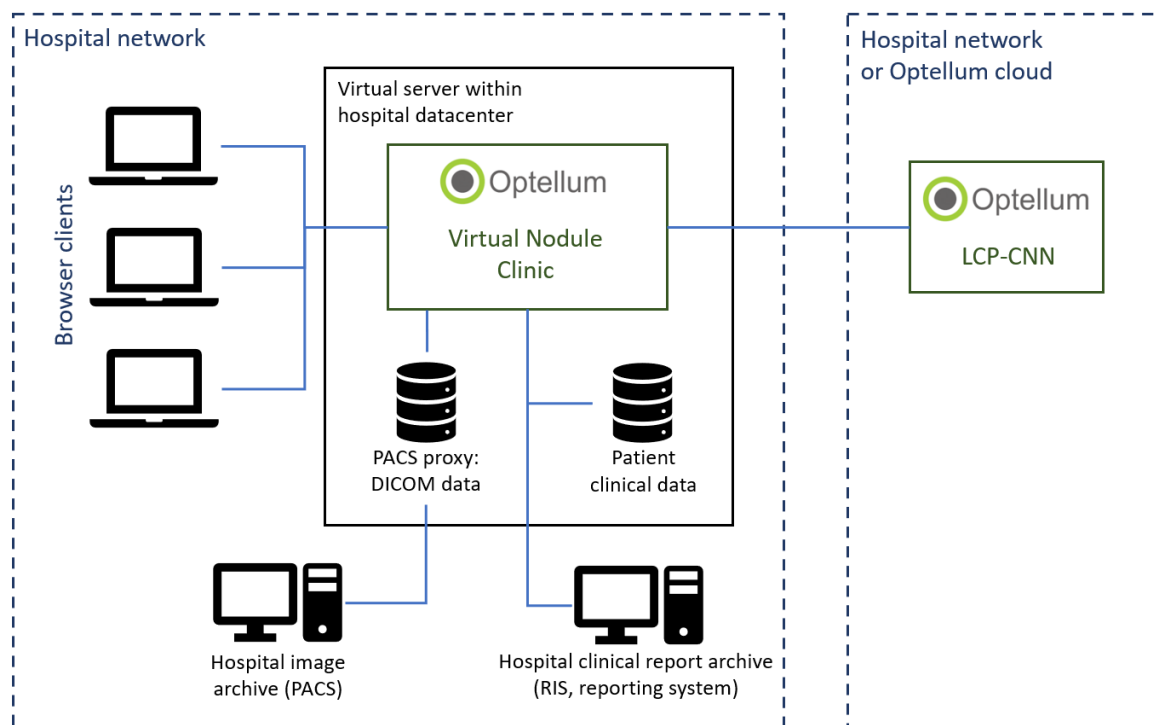 Hospital network
Hospital network
or Optellum cloud
Virtual server within
hospital datacenter
Browser clients
Optellum
Virtual Nodule
Clinic
Optellum
LCP-CNN
PACS proxy:
DICOM data
Patient
clinical data
Hospital image
archive (PACS)
Hospital clinical report archive
(RIS, reporting system)